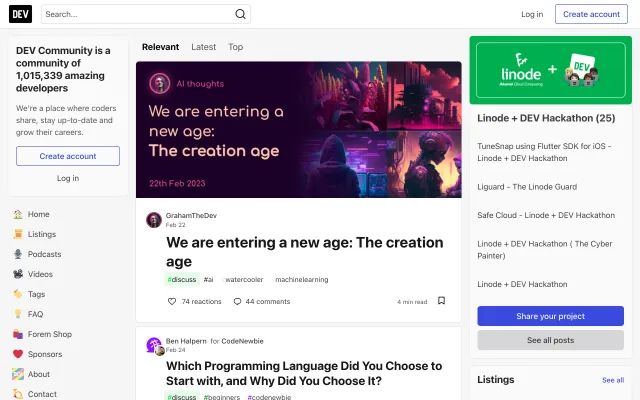 DEV
Search...
Log in
Create account
DEV Community is a
community of
1,015,339 amazing
developers
We're a place where coders
share, stay up-to-date and
grow their careers.
Create account
Log in
Home
Listings
Podcasts
Videos
Tags
FAQ
Forem Shop
Sponsors
About
Contact
Relevant
Latest
Top
AI thoughts
We are entering a
new age:
The creation age
22th Feb 2023
GrahamTheDev
Feb 22
We are entering a new age: The creation
age
#discuss #ai #watercooler #machinelearning
74 reactions
44 comments
4 min read
Ben Halpern for CodeNewbie
Feb 24
Which Programming Language Did You Choose to
Start with, and Why Did You Choose It?
#discuss #beginners #codenewbie
linode
+
DEV
Linode + DEV Hackathon (25)
TuneSnap using Flutter SDK for iOS -
Linode + DEV Hackathon
Liguard - The Linode Guard
Safe Cloud - Linode + DEV Hackathon
Linode + DEV Hackathon ( The Cyber
Painter)
Linode + DEV Hackathon
Share your project
See all posts
Listings
See all